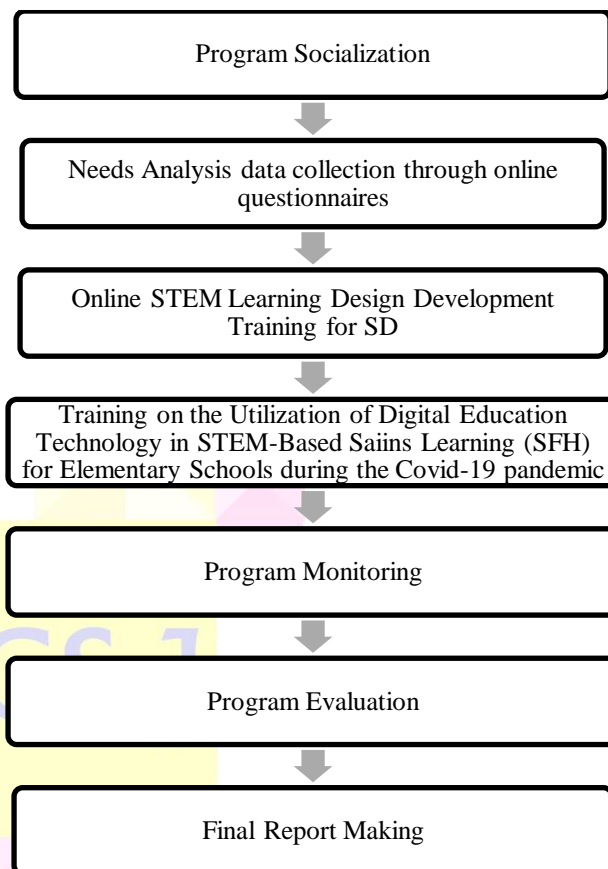 Program Socialization
Needs Analysis data collection through online
questionnaires
Online STEM Learning Design Development
Training for SD
Training on the Utilization of Digital Education
Technology in STEM-Based Saiins Learning (SFH)
for Elementary Schools during the Covid-19 pandemic
Program Monitoring
Program Evaluation
Final Report Making